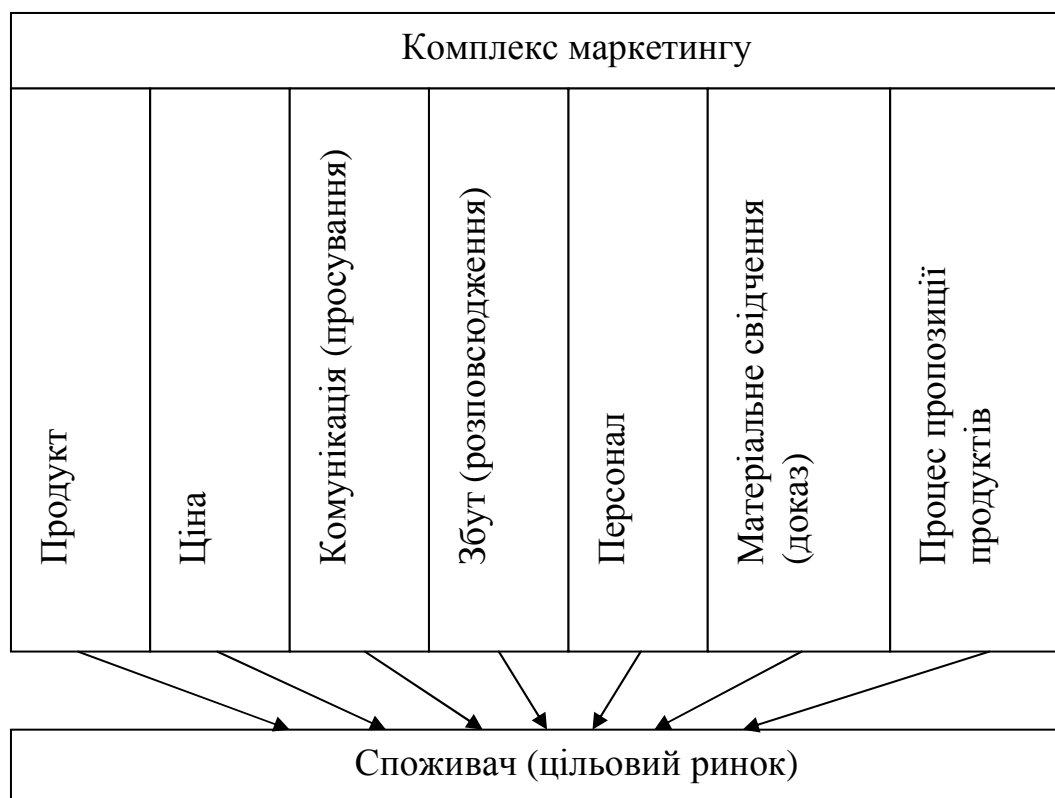 Комплекс маркетингу
Продукт
Ціна
Комунікація (просування)
Збут (розповсюдження)
Персонал
Матеріальне свідчення
(доказ)
Процес пропозиції
продуктів
Споживач (цільовий ринок)